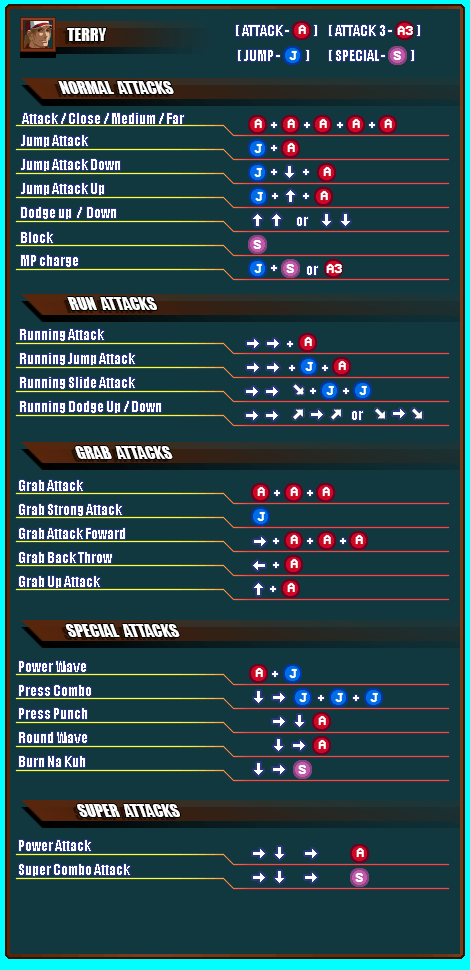 TERRY
[ ATTACK - A ] [ ATTACK 3 - A3 ]
[ JUMP - J ] [ SPECIAL - S ]
NORMAL ATTACKS
Attack / Close / Medium / Far A + A + A + A + A
Jump Attack J + A
Jump Attack Down J + ↓ + A
Jump Attack Up J + ↑ + A
Dodge up / Down ↑ ↑ or ↓ ↓
Block S
MP charge J + S or A3
RUN ATTACKS
Running Attack → → + A
Running Jump Attack → → + J + A
Running Slide Attack → → ↘ + J + J
Running Dodge Up / Down → → ↗ → ↗ or ↘ → ↘
GRAB ATTACKS
Grab Attack A + A + A
Grab Strong Attack J
Grab Attack Foward → + A + A + A
Grab Back Throw ← + A
Grab Up Attack ↑ + A
SPECIAL ATTACKS
Power Wave A + J
Press Combo ↓ → J + J + J
Press Punch → ↓ A
Round Wave ↓ → A
Burn Na Kuh ↓ → S
SUPER ATTACKS
Power Attack → ↓ → A
Super Combo Attack → ↓ → S